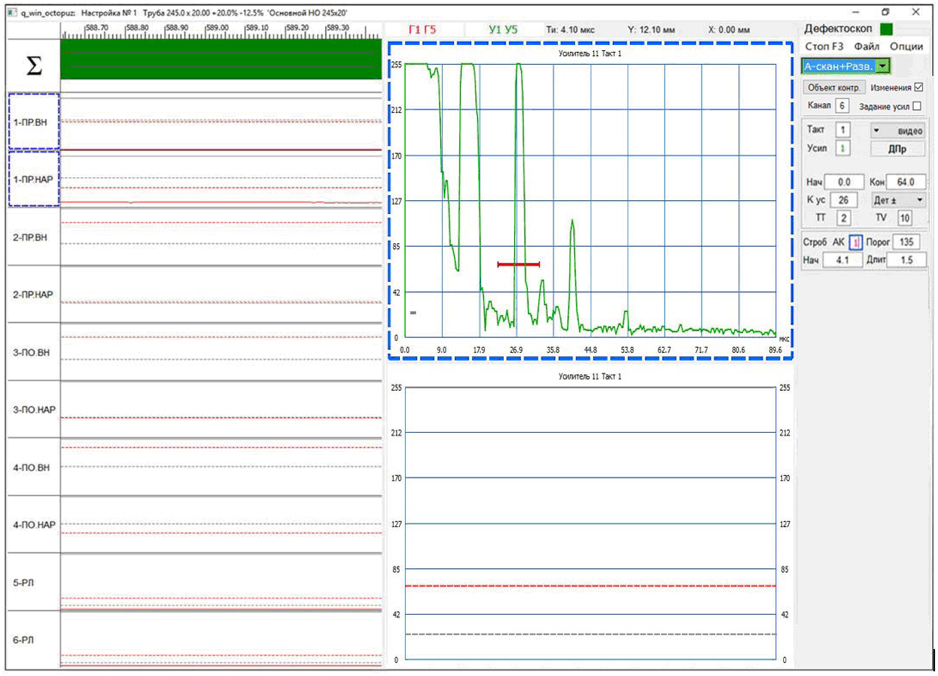 q_win_octopuz: Настройка № 1 Труба 245.0 x 20.00 +20.0% -12.5% 'Основной НО 245x20'
588.70 588.80 588.90 589.00 589.10 589.20 589.30
Г1 Г5 У1 У5 Ти: 4.10 мкс Y: 12.10 мм X: 0.00 мм
Дефектоскоп
Стоп F3 Файл Опции
А-скан+Разв.
Объект контр. Изменения
Канал 6 Задание усил
Такт 1 видео
Усил 1 ДПр
Нач 0.0 Кон 64.0
К ус 26 Дет ±
ТТ 2 TV 10
Строб АК 1 Порог 135
Нач 4.1 Длит 1.5
Σ
1-ПР.ВН
1-ПР.НАР
2-ПР.ВН
2-ПР.НАР
3-ПО.ВН
3-ПО.НАР
4-ПО.ВН
4-ПО.НАР
5-РЛ
6-РЛ
Усилитель 11 Такт 1
255
212
170
127
85
42
0
мкс
0.0 9.0 17.9 26.9 35.8 44.8 53.8 62.7 71.7 80.6 89.6
Усилитель 11 Такт 1
255 255
212 212
170 170
127 127
85 85
42 42
0 0